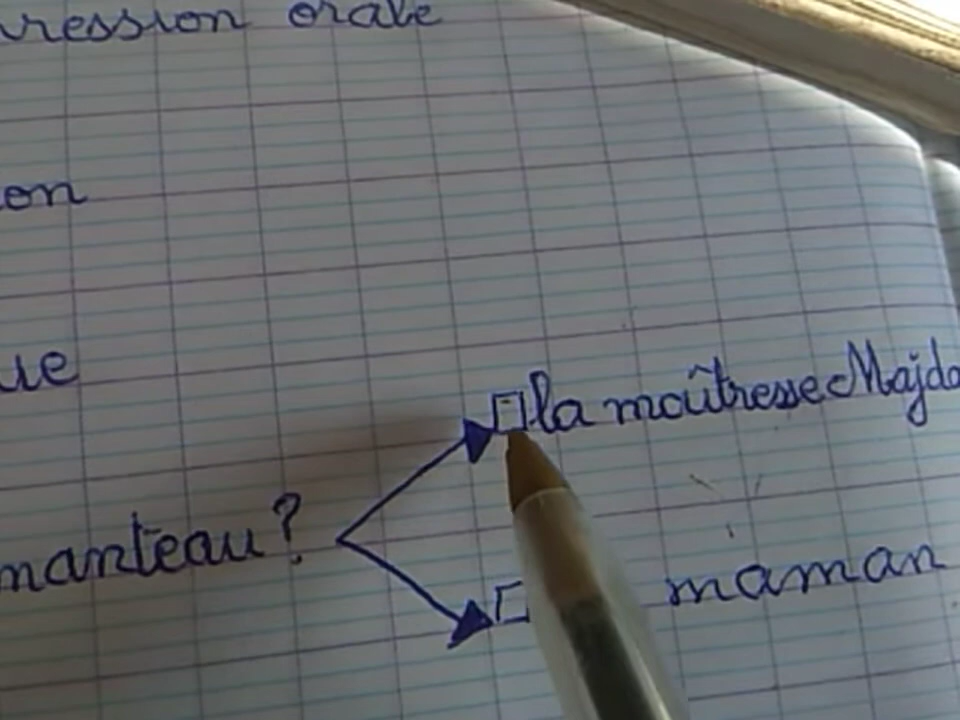 ression orale
on
ue
la maîtresse Majda
manteau ?
maman